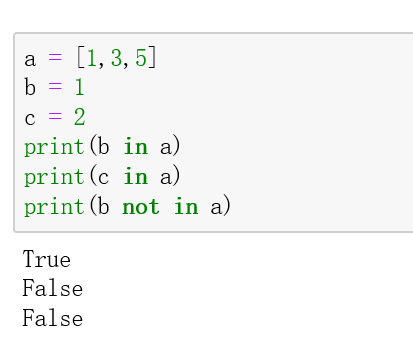 a = [1,3,5]
b = 1
c = 2
print(b in a)
print(c in a)
print(b not in a)
True
False
False